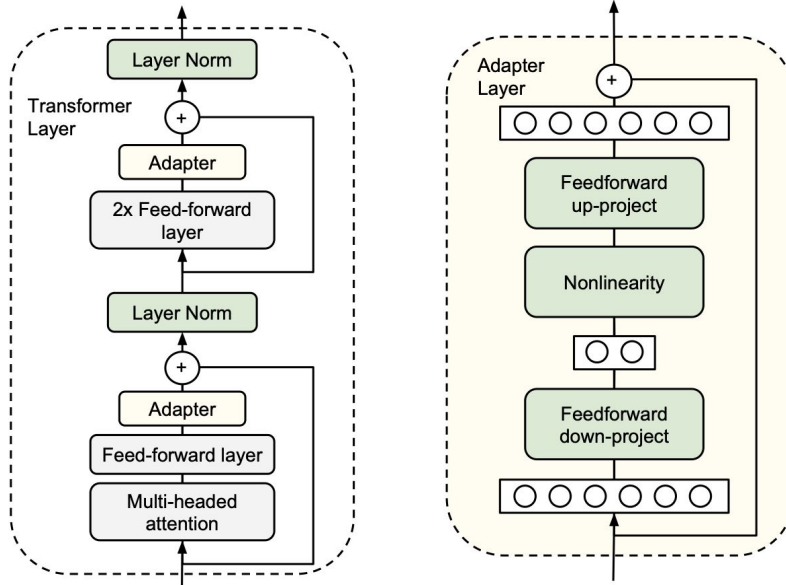 Layer Norm
Transformer
Layer
+
Adapter
2x Feed-forward
layer
Layer Norm
+
Adapter
Feed-forward layer
Multi-headed
attention
Adapter
Layer
+
Feedforward
up-project
Nonlinearity
Feedforward
down-project